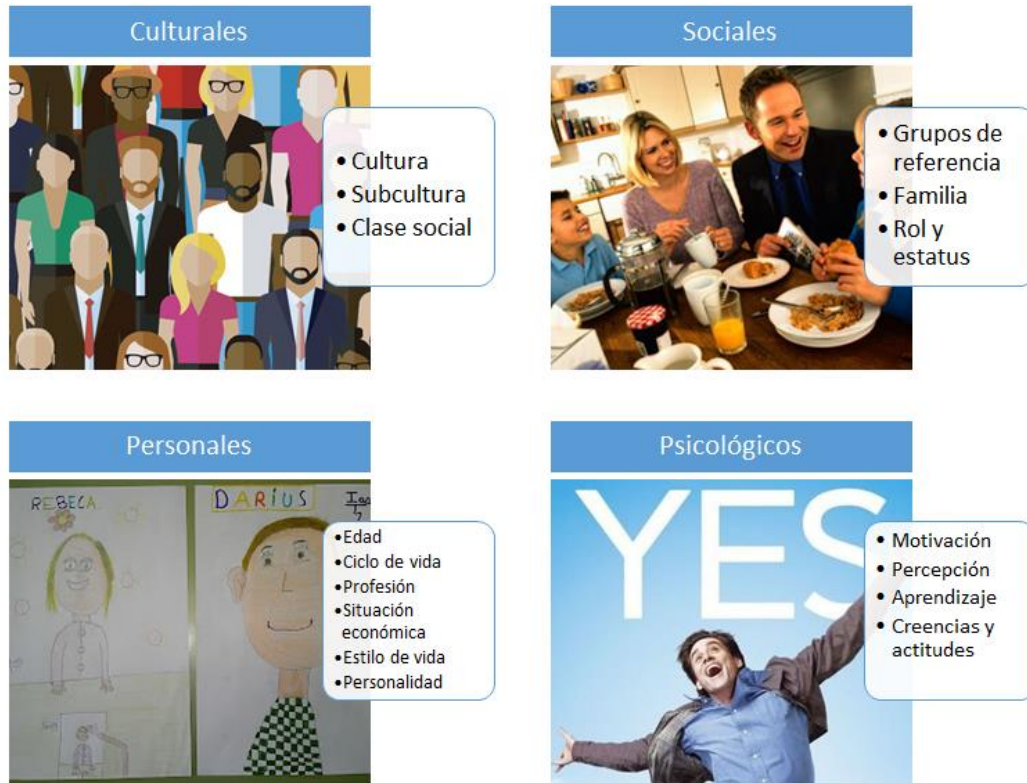 Culturales
• Cultura
• Subcultura
• Clase social
Sociales
• Grupos de
referencia
• Familia
• Rol y
estatus
Personales
REBECA
DARIUS
• Edad
• Ciclo de vida
• Profesión
• Situación
económica
• Estilo de vida
• Personalidad
Psicológicos
YES
• Motivación
• Percepción
• Aprendizaje
• Creencias y
actitudes